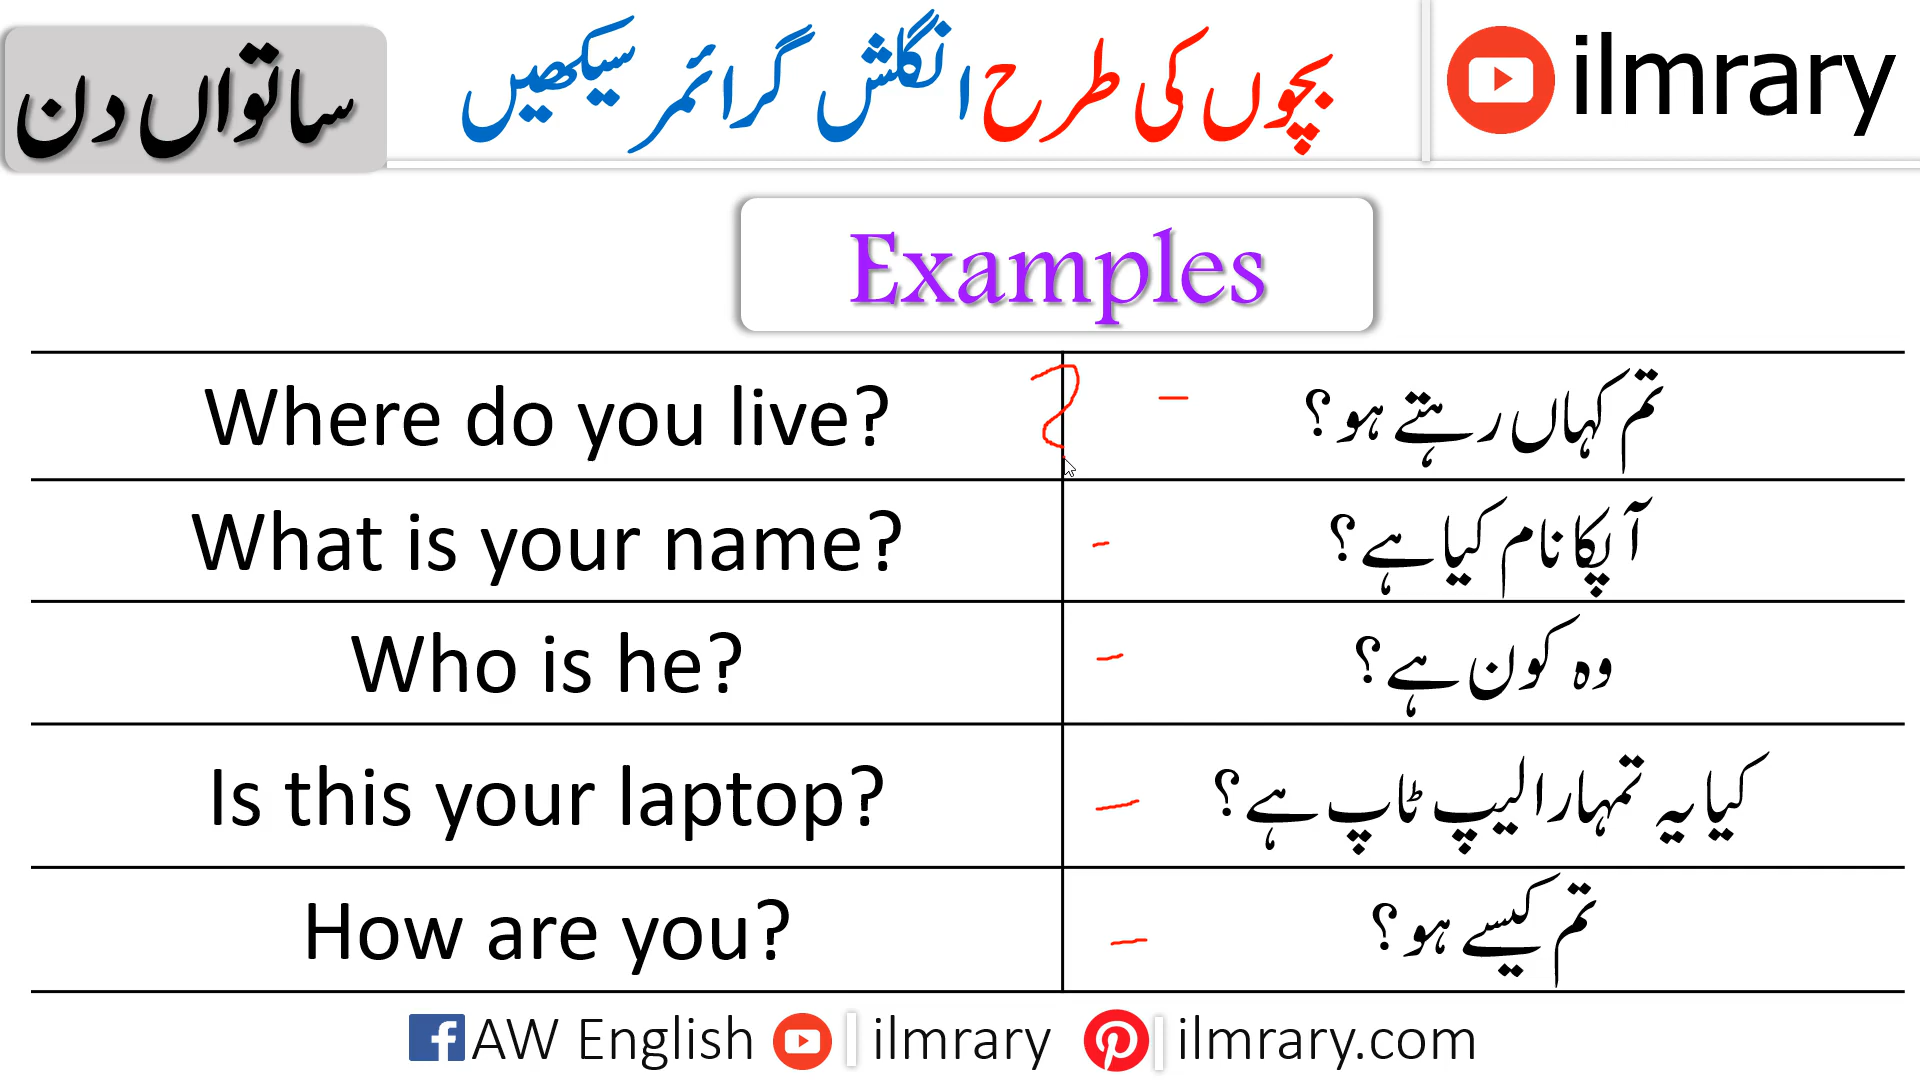 ساتواں دن
بچوں کی طرح انگلش گرائمر سیکھیں
ilmrary
Examples
Where do you live? تم کہاں رہتے ہو؟
What is your name? آپکا نام کیا ہے؟
Who is he? وہ کون ہے؟
Is this your laptop? کیا یہ تمہارا لیپ ٹاپ ہے؟
How are you? تم کیسے ہو؟
AW English | ilmrary | ilmrary.com